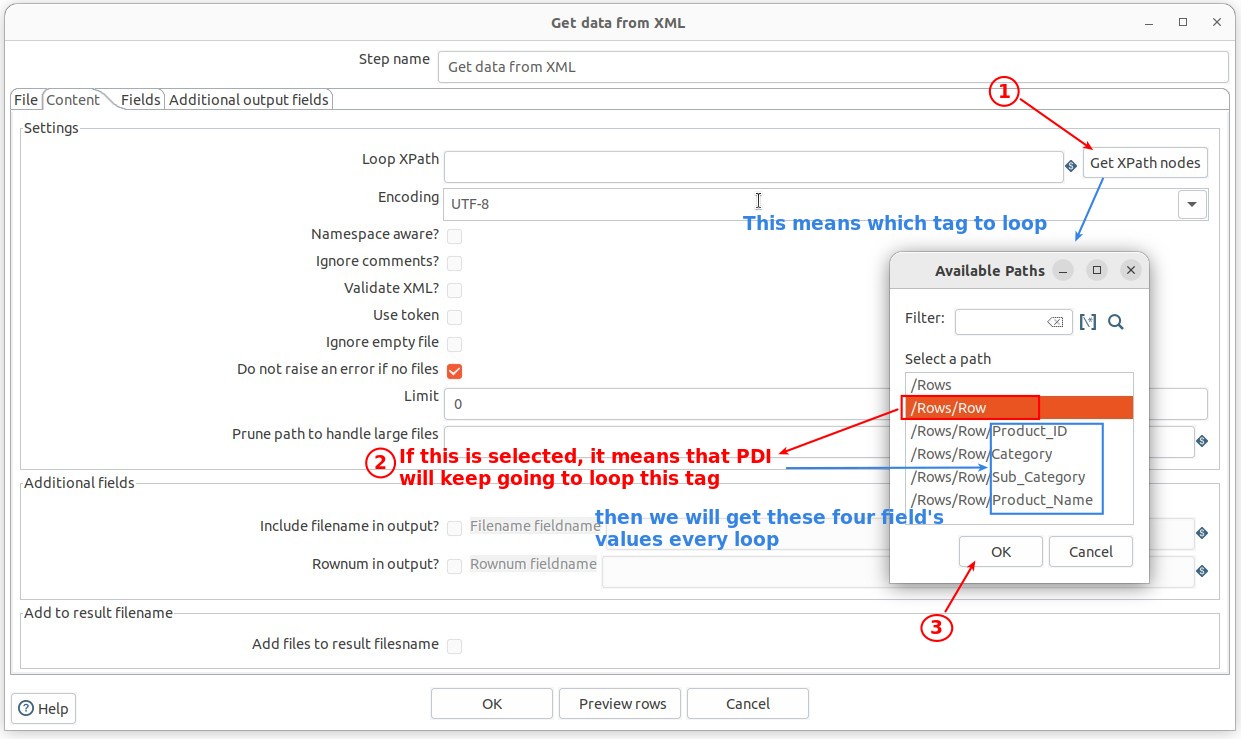 Get data from XML
Step name
Get data from XML
File Content Fields Additional output fields
①
Settings
Loop XPath
Get XPath nodes
Encoding
UTF-8
This means which tag to loop
Namespace aware?
Ignore comments?
Validate XML?
Use token
Ignore empty file
Do not raise an error if no files
Limit
0
Prune path to handle large files
Available Paths
Filter:
Select a path
/Rows
/Rows/Row
/Rows/Row/Product_ID
/Rows/Row/Category
/Rows/Row/Sub_Category
/Rows/Row/Product_Name
OK Cancel
② If this is selected, it means that PDI
will keep going to loop this tag
then we will get these four field's
values every loop
③
Additional fields
Include filename in output?
Filename fieldname
Rownum in output?
Rownum fieldname
Add to result filename
Add files to result filesname
Help
OK Preview rows Cancel